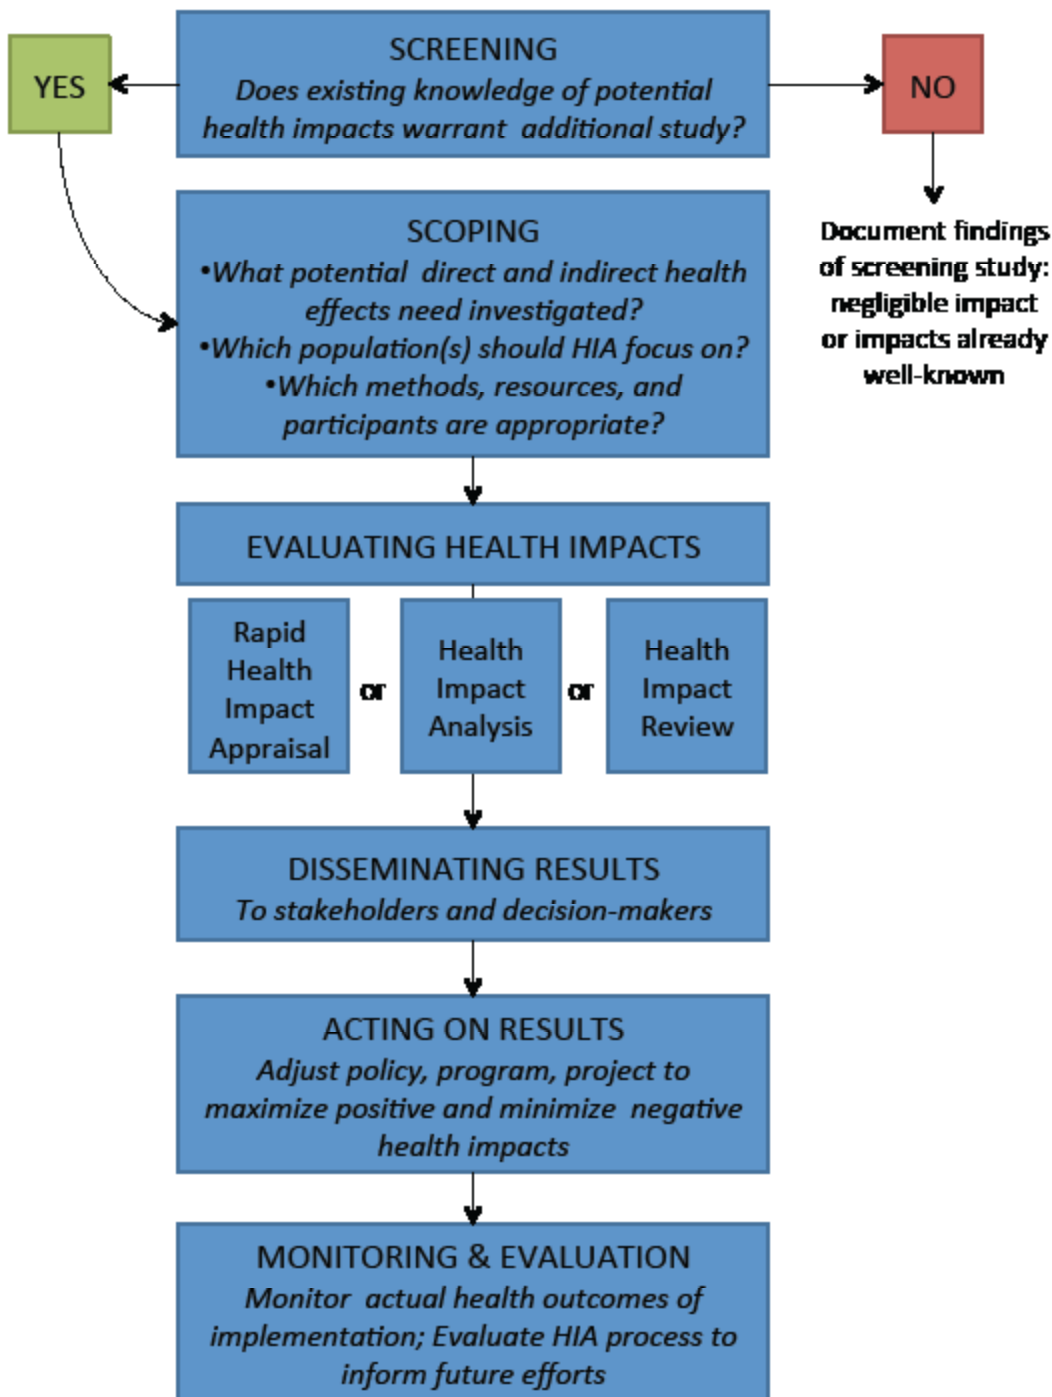 SCREENING
Does existing knowledge of potential
health impacts warrant additional study?
YES
NO
Document findings
of screening study:
negligible impact
or impacts already
well-known
SCOPING
•What potential direct and indirect health
effects need investigated?
•Which population(s) should HIA focus on?
•Which methods, resources, and
participants are appropriate?
EVALUATING HEALTH IMPACTS
Rapid
Health
Impact
Appraisal
or
Health
Impact
Analysis
or
Health
Impact
Review
DISSEMINATING RESULTS
To stakeholders and decision-makers
ACTING ON RESULTS
Adjust policy, program, project to
maximize positive and minimize negative
health impacts
MONITORING & EVALUATION
Monitor actual health outcomes of
implementation; Evaluate HIA process to
inform future efforts